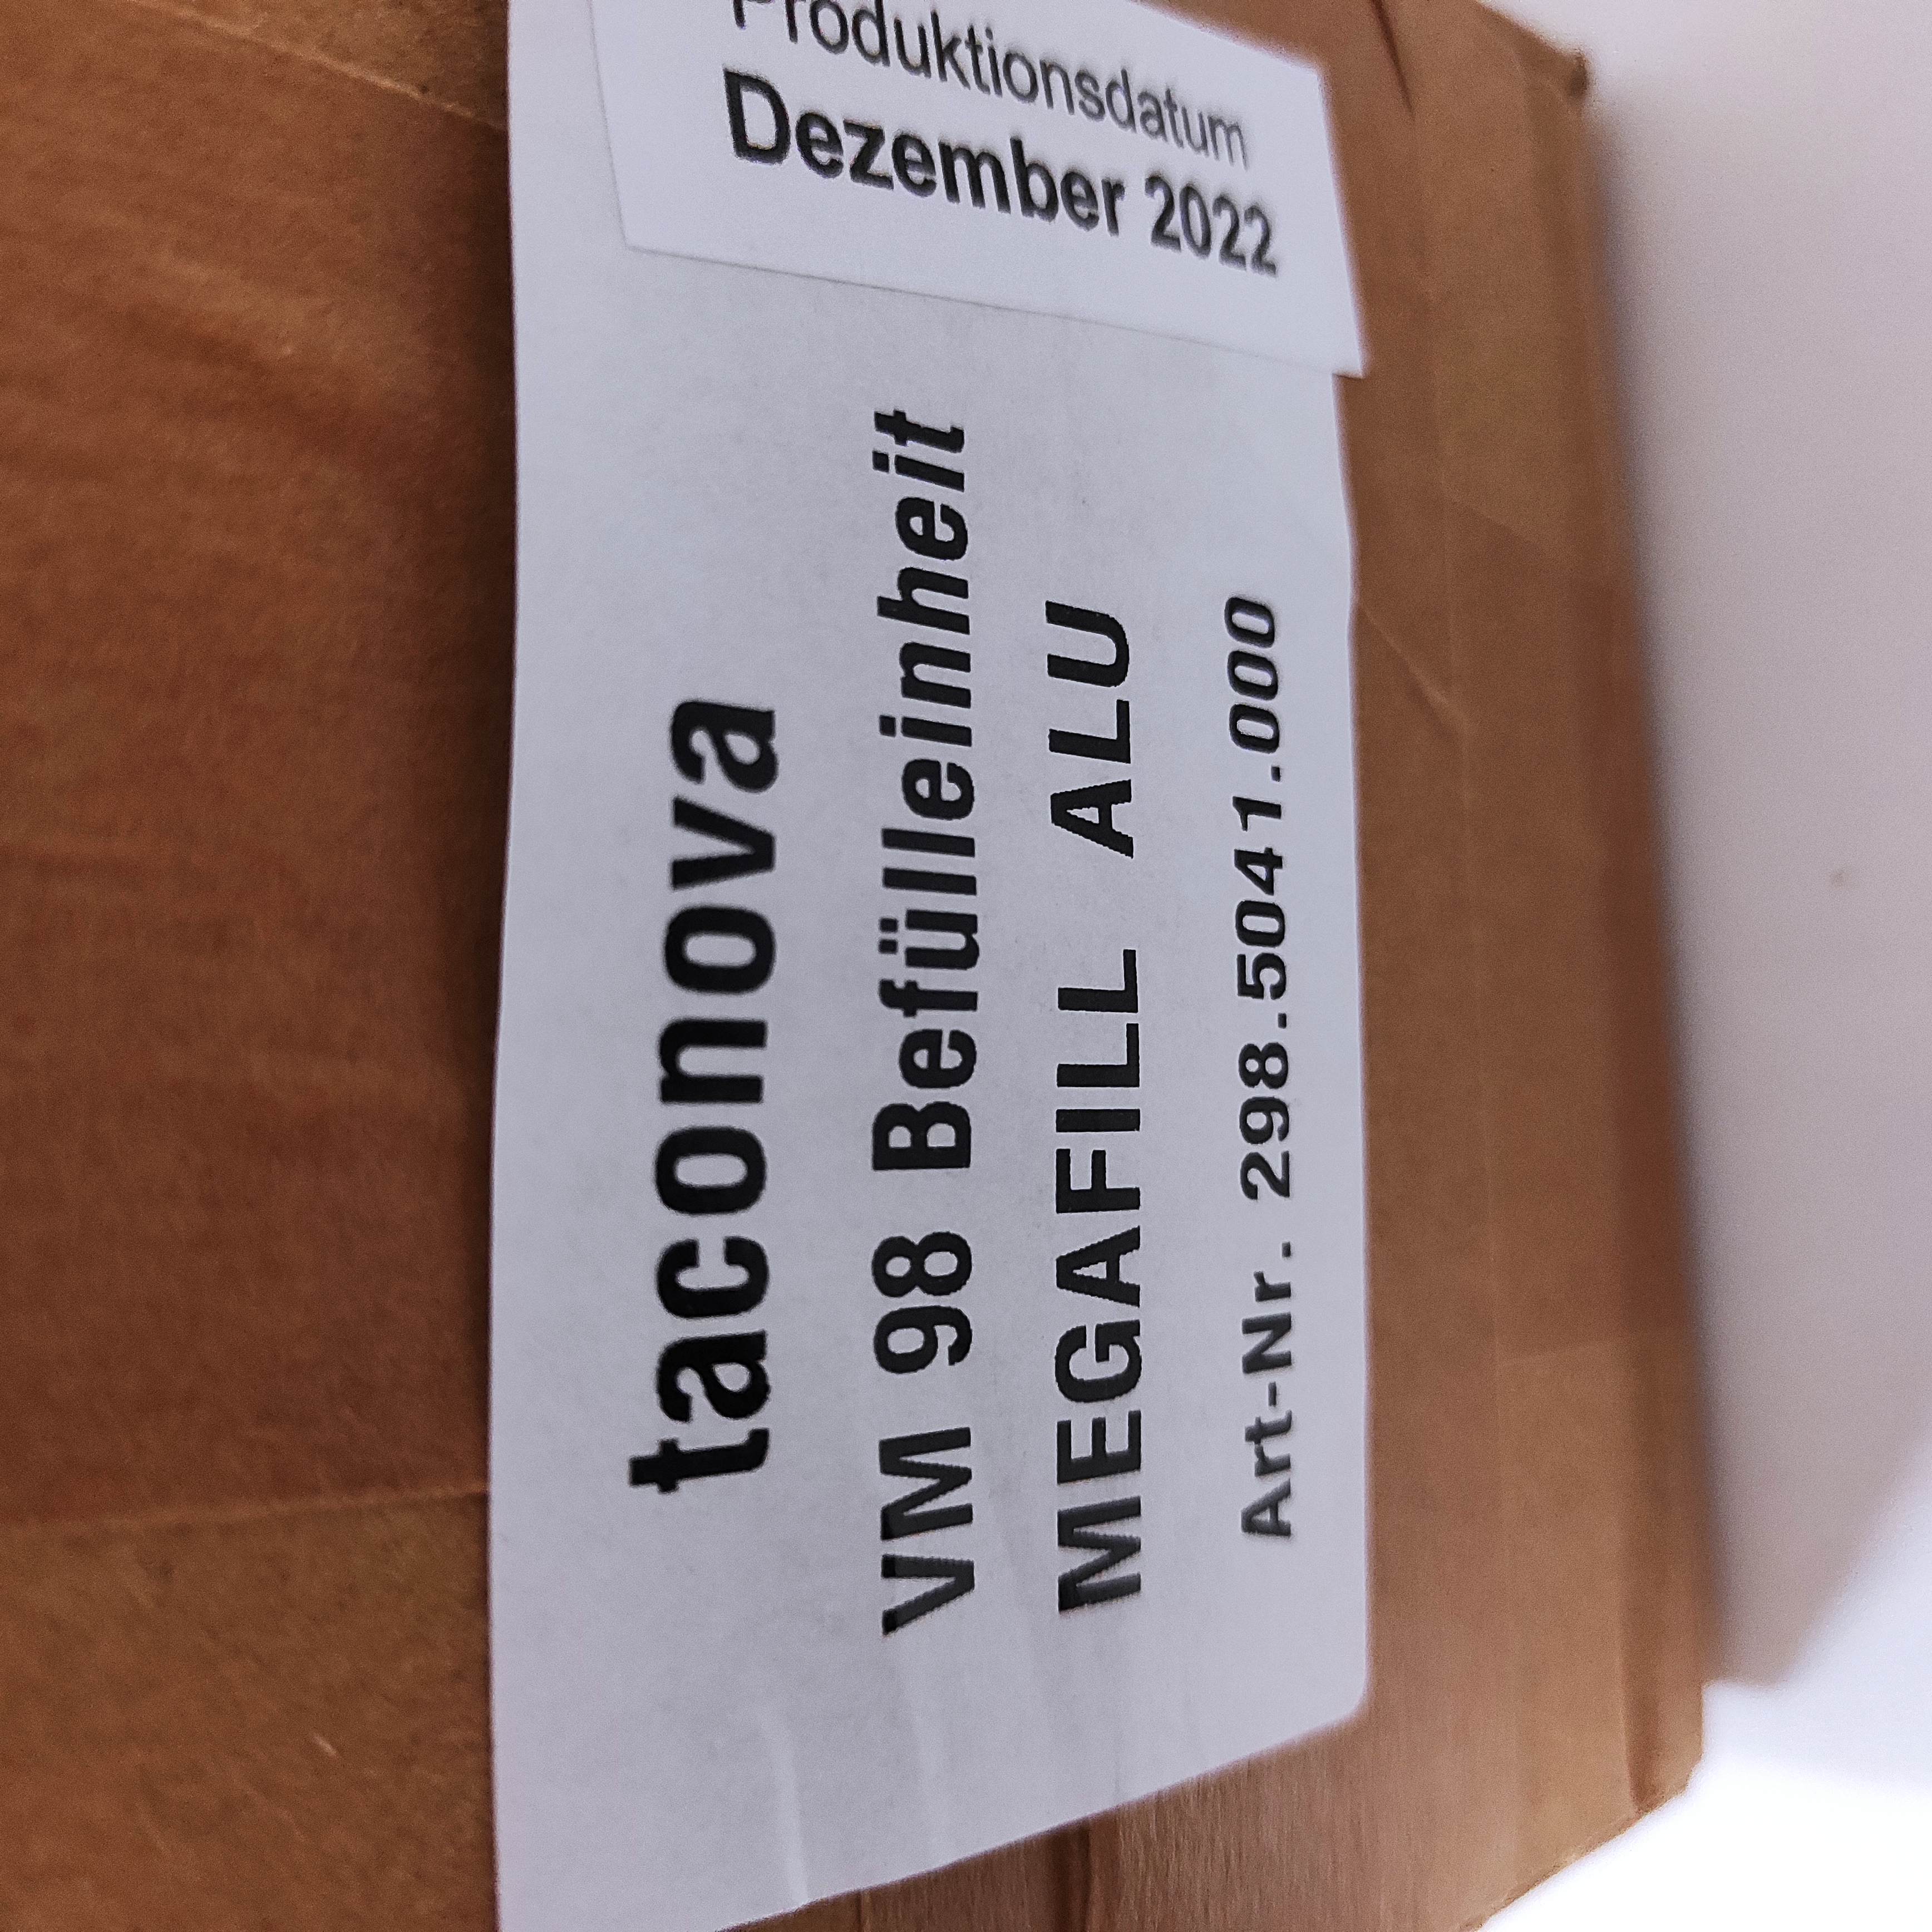 Produktionsdatum
Dezember 2022
taconova
VM 98 Befülleinheit
MEGAFILL ALU
Art-Nr. 298.5041.000